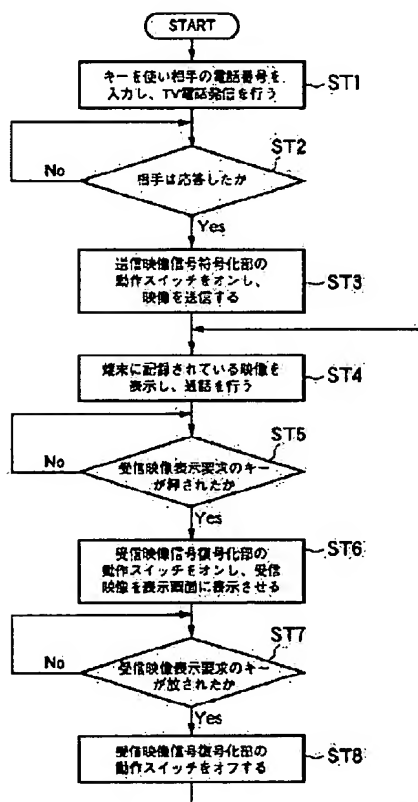 START
キーを使い相手の電話番号を
入力し、TV電話発信を行う
ST1
ST2
相手は応答したか
No
Yes
送信映像信号符号化部の
動作スイッチをオンし、
映像を送信する
ST3
端末に記録されている映像を
表示し、通話を行う
ST4
ST5
受信映像表示要求のキー
が押されたか
No
Yes
受信映像信号復号化部の
動作スイッチをオンし、受信
映像を表示画面に表示させる
ST6
ST7
受信映像表示要求のキー
が放されたか
No
Yes
受信映像信号復号化部の
動作スイッチをオフする
ST8